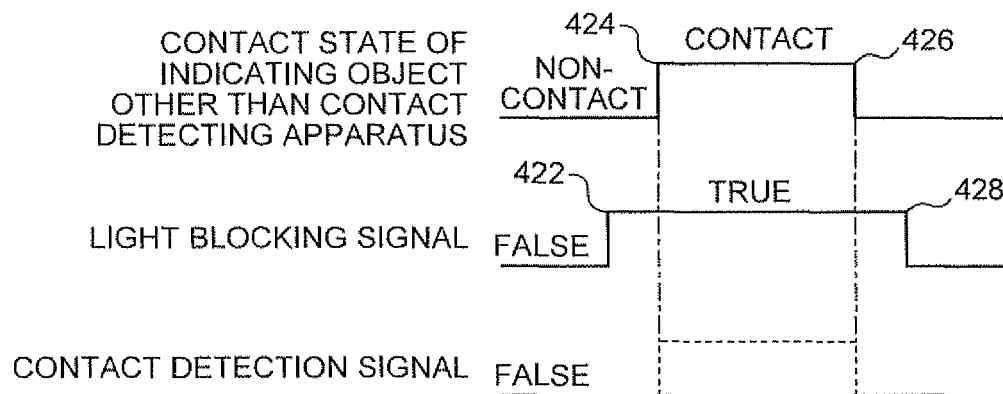 CONTACT STATE OF
INDICATING OBJECT
OTHER THAN CONTACT
DETECTING APPARATUS
NON-
CONTACT
424
CONTACT
426
LIGHT BLOCKING SIGNAL
FALSE
422
TRUE
428
CONTACT DETECTION SIGNAL
FALSE